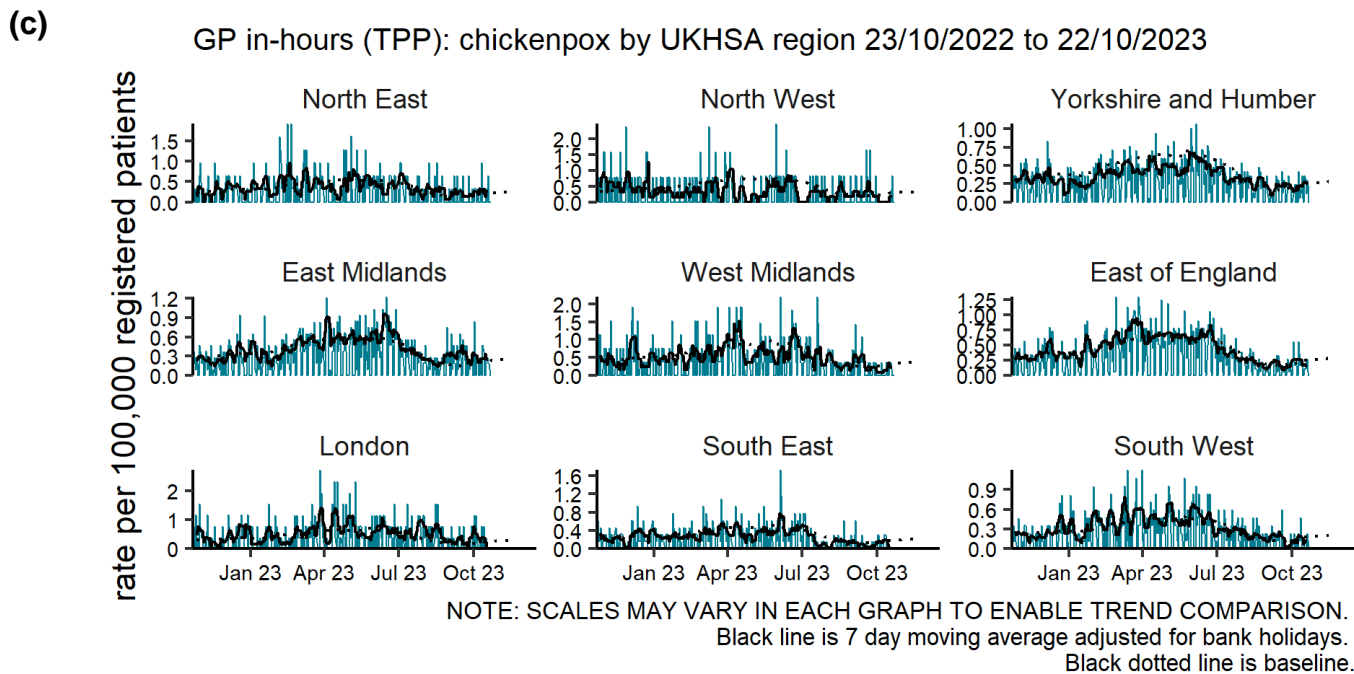 (c)
GP in-hours (TPP): chickenpox by UKHSA region 23/10/2022 to 22/10/2023
rate per 100,000 registered patients
North East
1.5
1.0
0.5
0.0
North West
2.0
1.5
1.0
0.5
0.0
Yorkshire and Humber
1.00
0.75
0.50
0.25
0.00
East Midlands
1.2
0.9
0.6
0.3
0.0
West Midlands
2.0
1.5
1.0
0.5
0.0
East of England
1.25
1.00
0.75
0.50
0.25
0.00
London
2
1
0
Jan 23 Apr 23 Jul 23 Oct 23
South East
1.6
1.2
0.8
0.4
0.0
Jan 23 Apr 23 Jul 23 Oct 23
South West
0.9
0.6
0.3
0.0
Jan 23 Apr 23 Jul 23 Oct 23
NOTE: SCALES MAY VARY IN EACH GRAPH TO ENABLE TREND COMPARISON.
Black line is 7 day moving average adjusted for bank holidays.
Black dotted line is baseline.